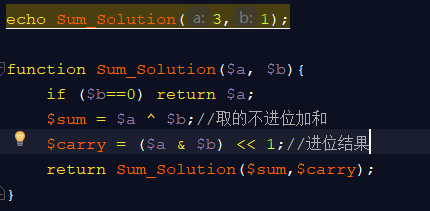 echo Sum_Solution( a: 3, b: 1);
function Sum_Solution($a, $b){
if ($b==0) return $a;
$sum = $a ^ $b;//取的不进位加和
$carry = ($a & $b) << 1;//进位结果
return Sum_Solution($sum,$carry);
}